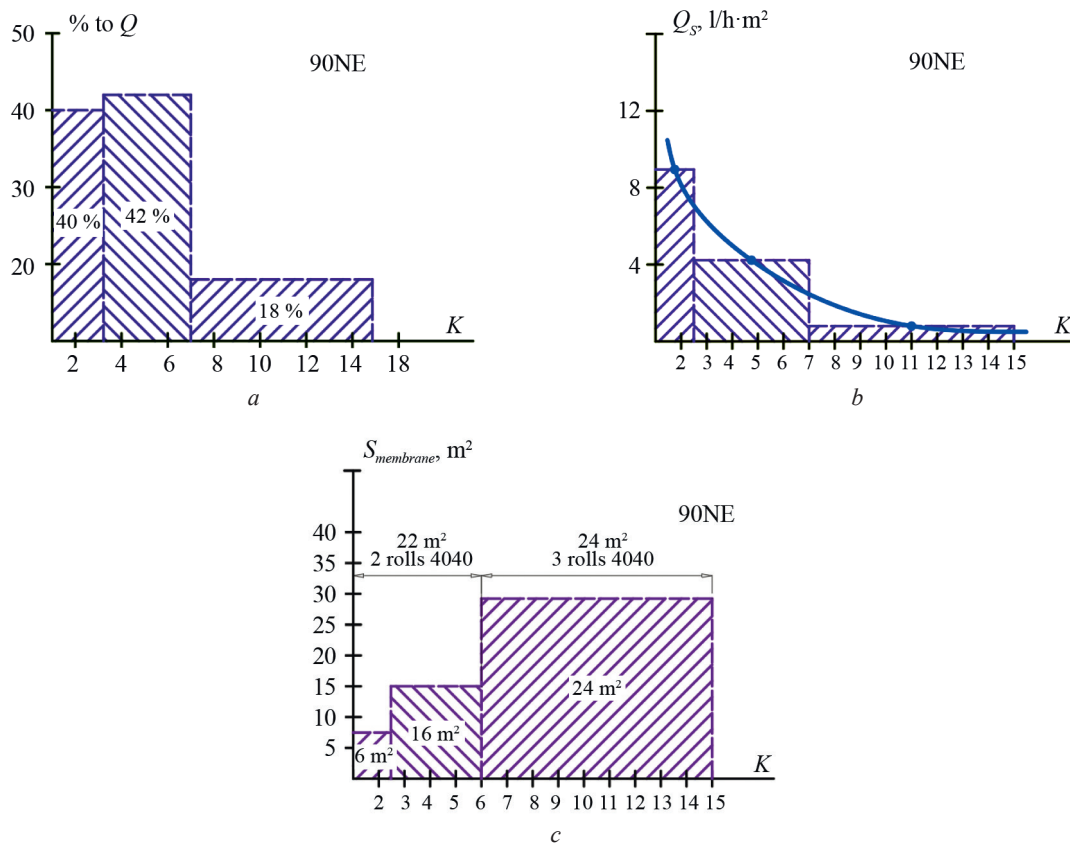 % to Q
50
40
30
20
90NE
40 %
42 %
18 %
K
2 4 6 8 10 12 14 18
a
Qs, l/h·m²
12
8
4
90NE
K
2 3 4 5 6 7 8 9 10 11 12 13 14 15
b
Smembrane, m²
40
35
30
25
20
15
10
5
90NE
22 m²
2 rolls 4040
24 m²
3 rolls 4040
6 m²
16 m²
24 m²
K
2 3 4 5 6 7 8 9 10 11 12 13 14 15
c